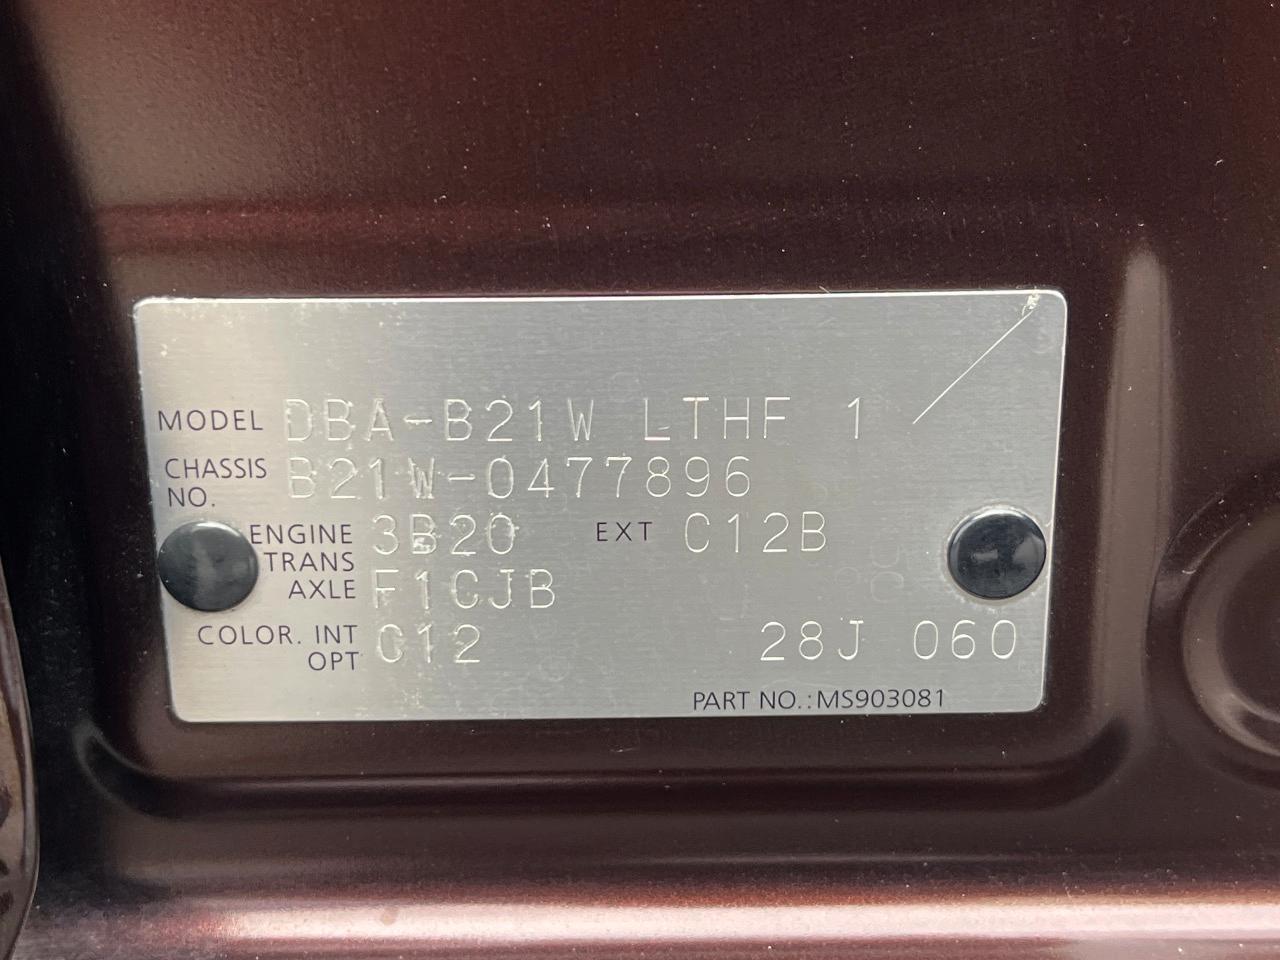 MODEL DBA-B21W LTHF 1
CHASSIS NO. B21W-0477896
ENGINE 3B20 EXT C12B
TRANS AXLE F1CJB
COLOR. INT OPT C12 28J 060
PART NO.: MS903081